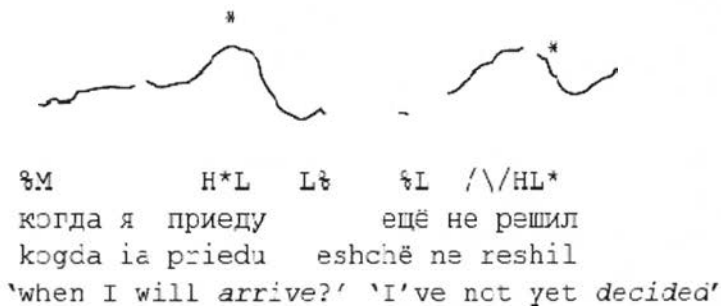 * *
%M H*L L% %L /\/HL*
когда я приеду ещё не решил
kogda ia priedu eshchë ne reshil
‘when I will arrive?’ ‘I've not yet decided’